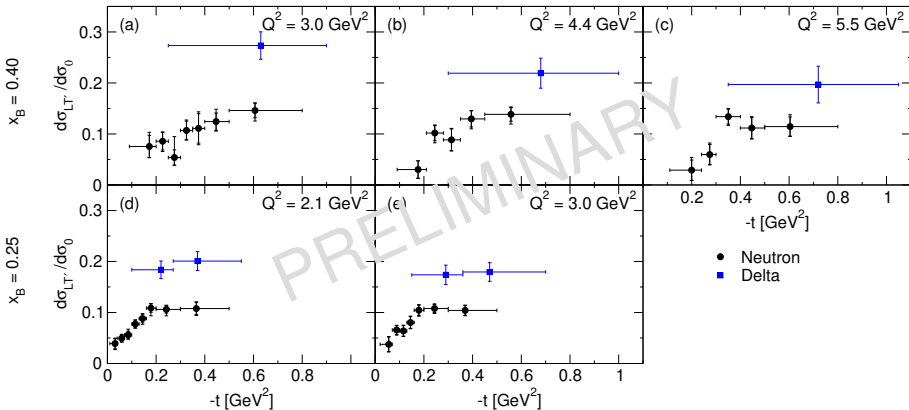 (a) Q² = 3.0 GeV²
(b) Q² = 4.4 GeV²
(c) Q² = 5.5 GeV²
x_B = 0.40
dσ_LT′/dσ_0
0.3
0.2
0.1
0
(d) Q² = 2.1 GeV²
(e) Q² = 3.0 GeV²
PRELIMINARY
0 0.2 0.4 0.6 0.8 1
-t [GeV²]
Neutron
Delta
x_B = 0.25
dσ_LT′/dσ_0
0.3
0.2
0.1
0
0 0.2 0.4 0.6 0.8 1
0.2 0.4 0.6 0.8 1
-t [GeV²]
-t [GeV²]